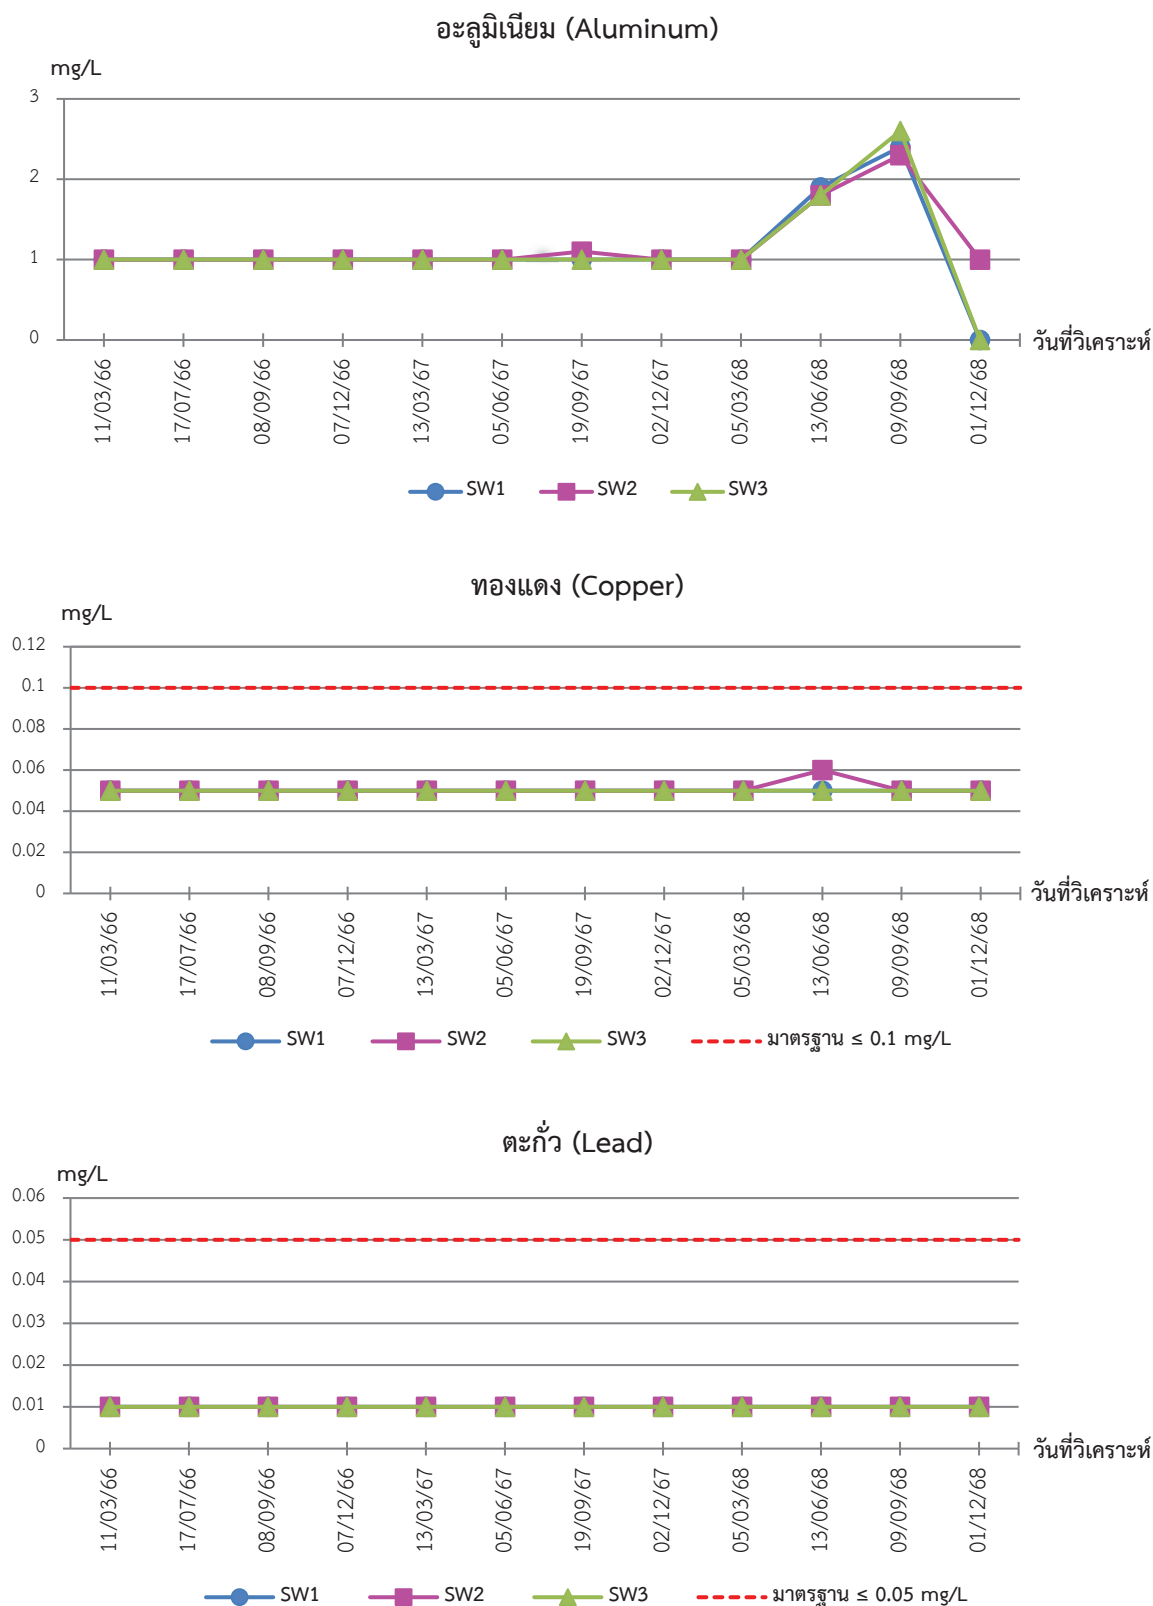 อะลูมิเนียม (Aluminum)
mg/L
3
2
1
0
วันที่วิเคราะห์
11/03/66 17/07/66 08/09/66 07/12/66 13/03/67 05/06/67 19/09/67 02/12/67 05/03/68 13/06/68 09/09/68 01/12/68
SW1 SW2 SW3
ทองแดง (Copper)
mg/L
0.12
0.1
0.08
0.06
0.04
0.02
0
วันที่วิเคราะห์
11/03/66 17/07/66 08/09/66 07/12/66 13/03/67 05/06/67 19/09/67 02/12/67 05/03/68 13/06/68 09/09/68 01/12/68
SW1 SW2 SW3 มาตรฐาน ≤ 0.1 mg/L
ตะกั่ว (Lead)
mg/L
0.06
0.05
0.04
0.03
0.02
0.01
0
วันที่วิเคราะห์
11/03/66 17/07/66 08/09/66 07/12/66 13/03/67 05/06/67 19/09/67 02/12/67 05/03/68 13/06/68 09/09/68 01/12/68
SW1 SW2 SW3 มาตรฐาน ≤ 0.05 mg/L